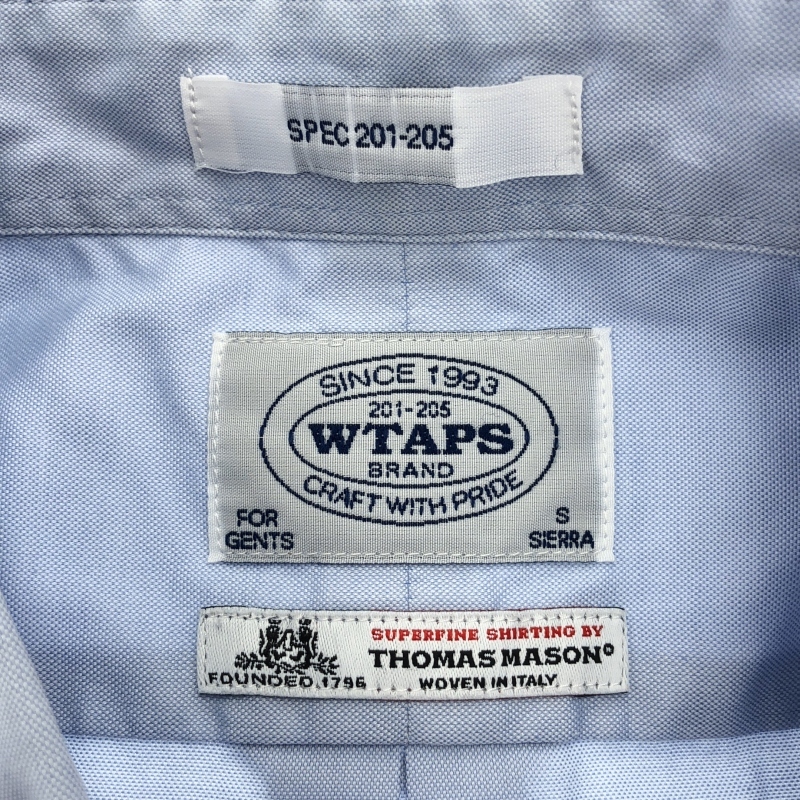 SPEC 201-205
SINCE 1993
201-205
WTAPS
BRAND
CRAFT WITH PRIDE
FOR GENTS
S SIERRA
SUPERFINE SHIRTING BY
THOMAS MASON®
FOUNDED.1796
WOVEN IN ITALY